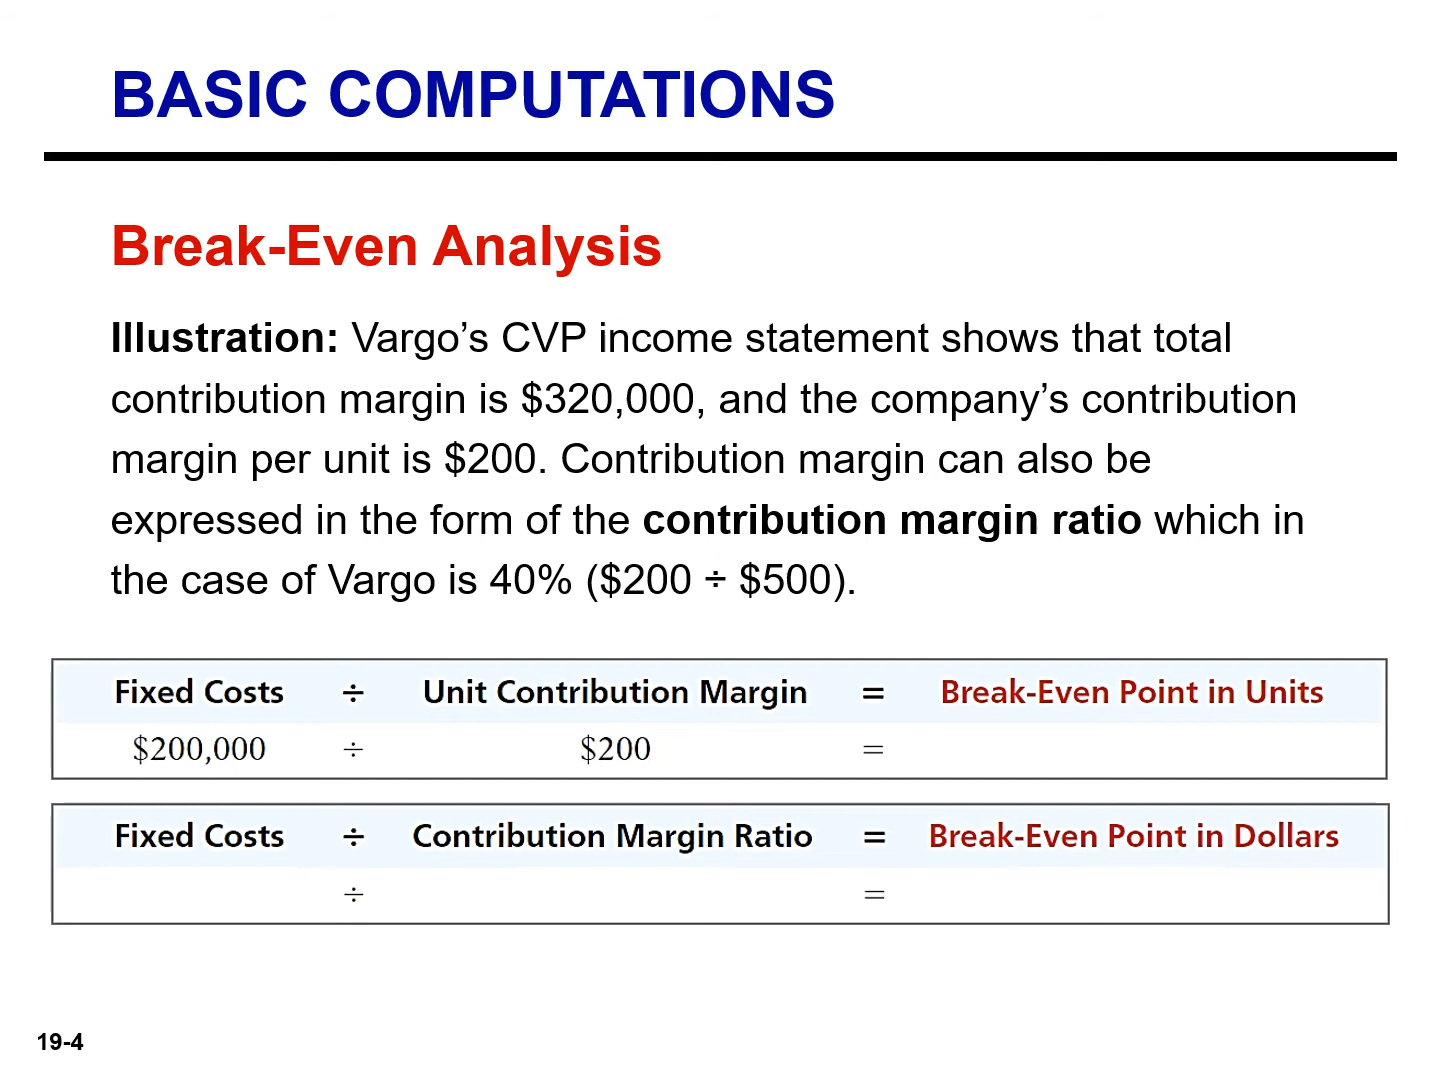 BASIC COMPUTATIONS
Break-Even Analysis
Illustration: Vargo’s CVP income statement shows that total
contribution margin is $320,000, and the company’s contribution
margin per unit is $200. Contribution margin can also be
expressed in the form of the contribution margin ratio which in
the case of Vargo is 40% ($200 ÷ $500).
Fixed Costs ÷ Unit Contribution Margin = Break-Even Point in Units
$200,000 ÷ $200 =
Fixed Costs ÷ Contribution Margin Ratio = Break-Even Point in Dollars
÷ =
19-4